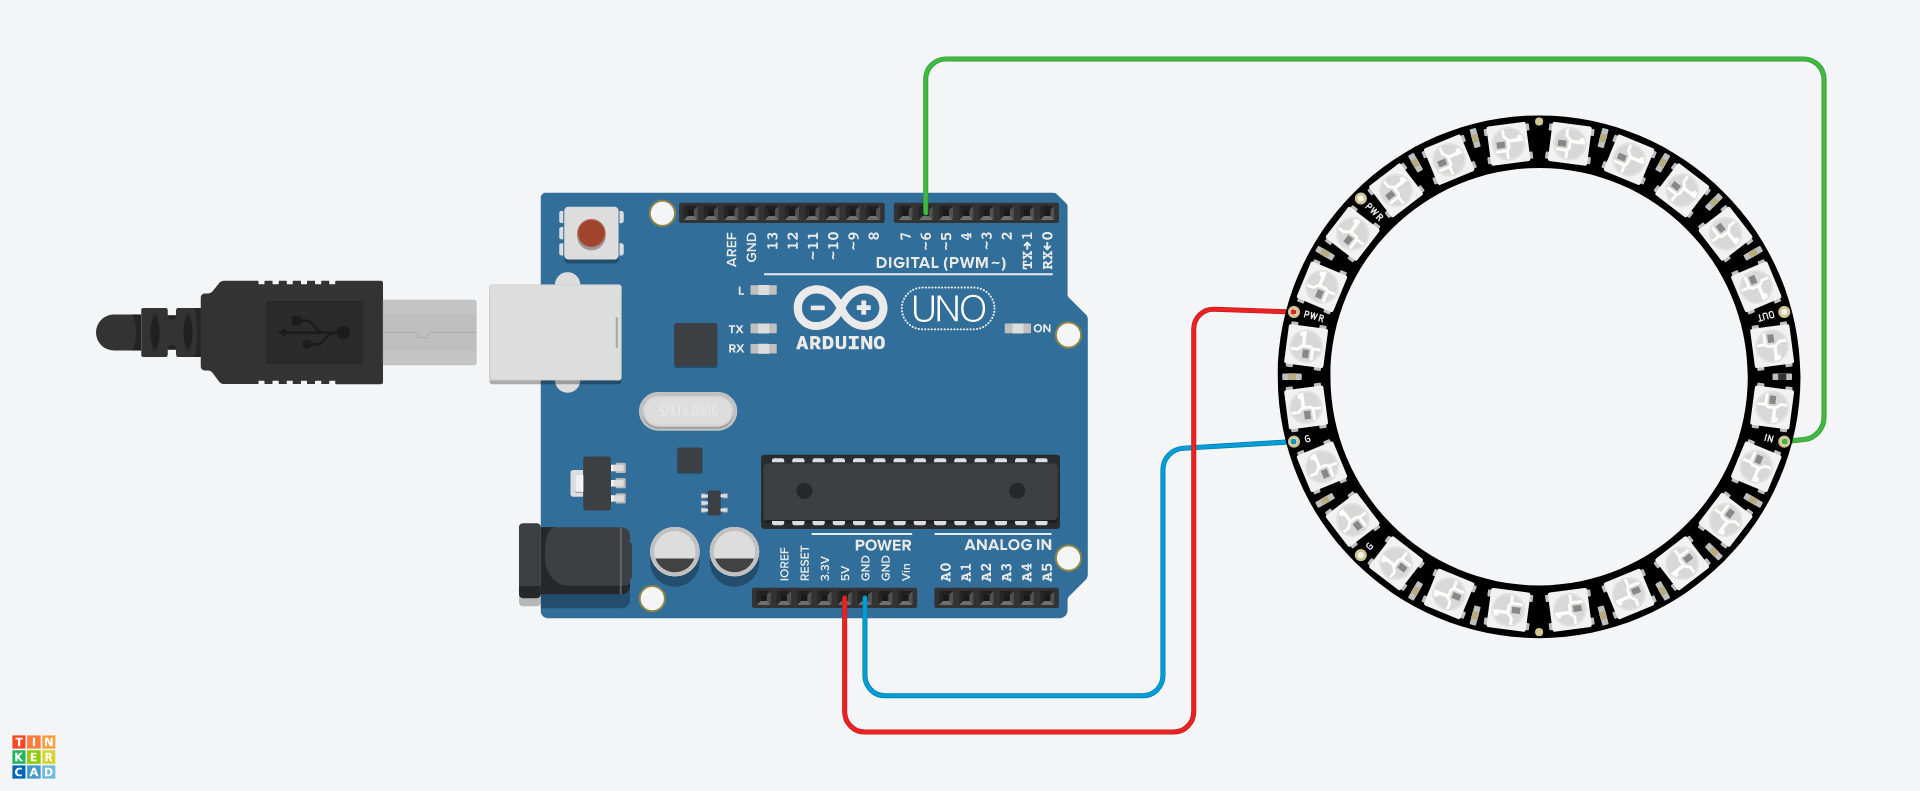 AREF
GND
13
12
~11
~10
~9
8
7
~6
~5
4
~3
2
TX→1
RX←0
DIGITAL (PWM~)
L
TX
RX
UNO
ON
ARDUINO
SPK16.000G
PWR
PWR
OUT
G
IN
G
POWER
ANALOG IN
IOREF
RESET
3.3V
5V
GND
GND
Vin
A0
A1
A2
A3
A4
A5
TIN
KER
CAD